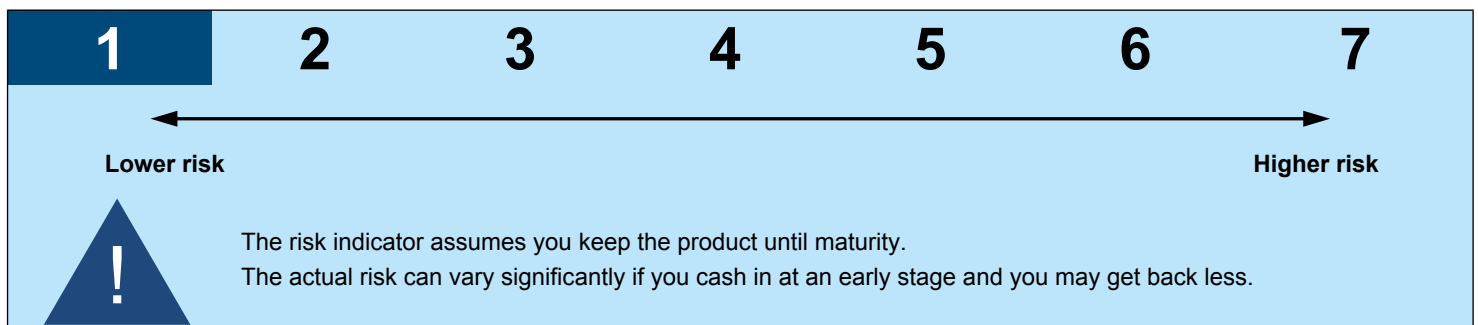 1 2 3 4 5 6 7
Lower risk Higher risk
!
The risk indicator assumes you keep the product until maturity.
The actual risk can vary significantly if you cash in at an early stage and you may get back less.